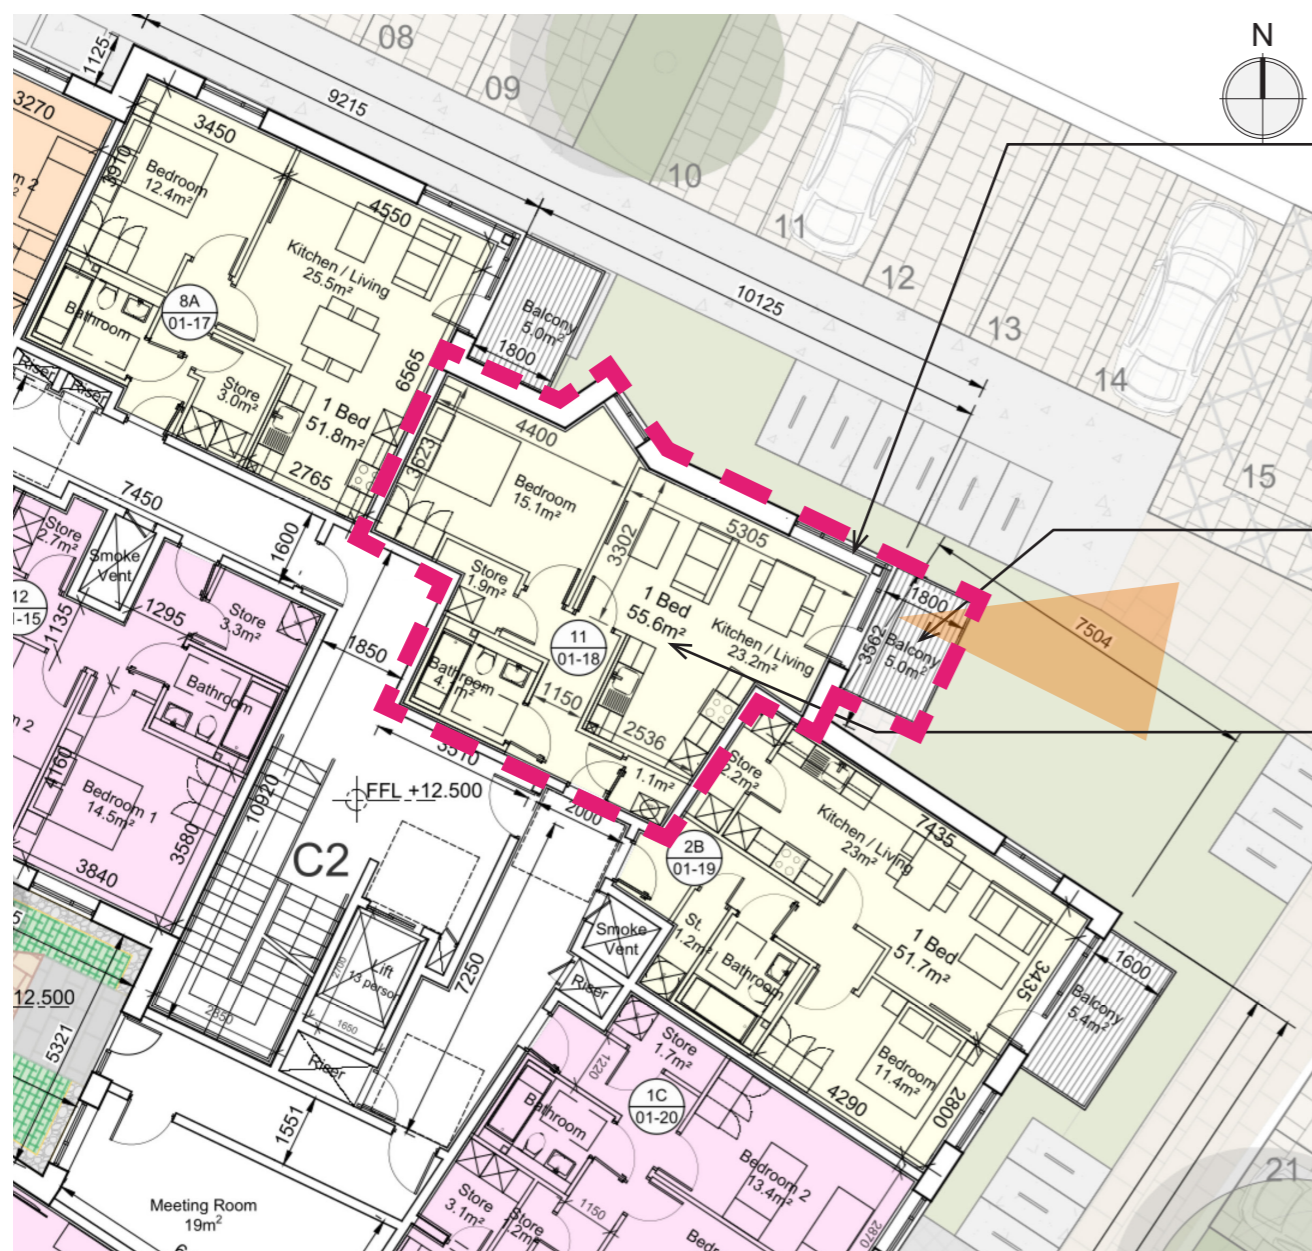 N
08
09
10
11
12
13
14
15
21
1125
9215
10125
3270
3450
3910
Bedroom
12.4m²
4550
Kitchen / Living
25.5m²
8A
01-17
Bathroom
Store
3.0m²
1 Bed
51.8m²
2765
6565
Balcony
5.0m²
1800
Riser
Riser
m 2
7450
1600
4400
3623
Bedroom
15.1m²
3302
5305
Store
1.9m²
11
01-18
1 Bed
55.6m²
Kitchen / Living
23.2m²
Bathroom
1150
2536
1.1m²
1800
3562
Balcony
5.0m²
7504
Store
2.7m²
Smoke
Vent
12
1-15
1135
1295
Store
3.3m²
1850
Bathroom
m 2
4160
Bedroom 1
14.5m²
3580
3840
10920
3510
FFL +12.500
2000
C2
Lift
13 person
1650
2850
Riser
7250
Smoke
Vent
Riser
Store
2.2m²
2B
01-19
Kitchen / Living
23m²
7435
St.
1.2m²
Bathroom
1 Bed
51.7m²
3435
1600
Balcony
5.4m²
Bedroom
11.4m²
4290
2800
12.500
5321
1551
Meeting Room
19m²
Store
1.7m²
1220
1C
01-20
Bathroom
Bedroom 2
13.4m²
2870
1150
Store
3.1m²
Store